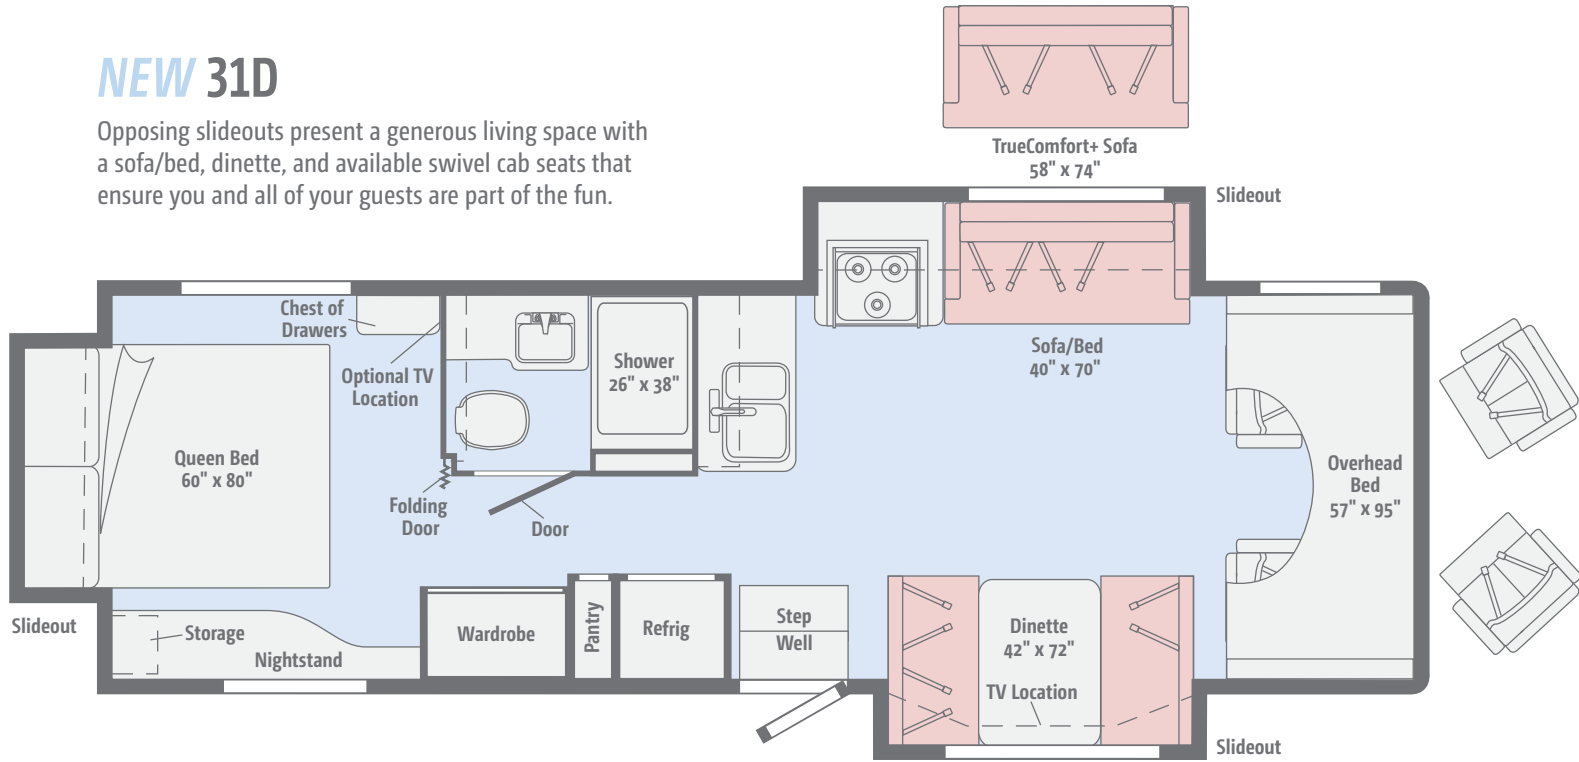 NEW 31D
Opposing slideouts present a generous living space with
a sofa/bed, dinette, and available swivel cab seats that
ensure you and all of your guests are part of the fun.
TrueComfort+ Sofa
58" x 74"
Slideout
Chest of
Drawers
Optional TV
Location
Shower
26" x 38"
Sofa/Bed
40" x 70"
Queen Bed
60" x 80"
Folding
Door
Door
Overhead
Bed
57" x 95"
Slideout
Storage
Nightstand
Wardrobe
Pantry
Refrig
Step
Well
Dinette
42" x 72"
TV Location
Slideout